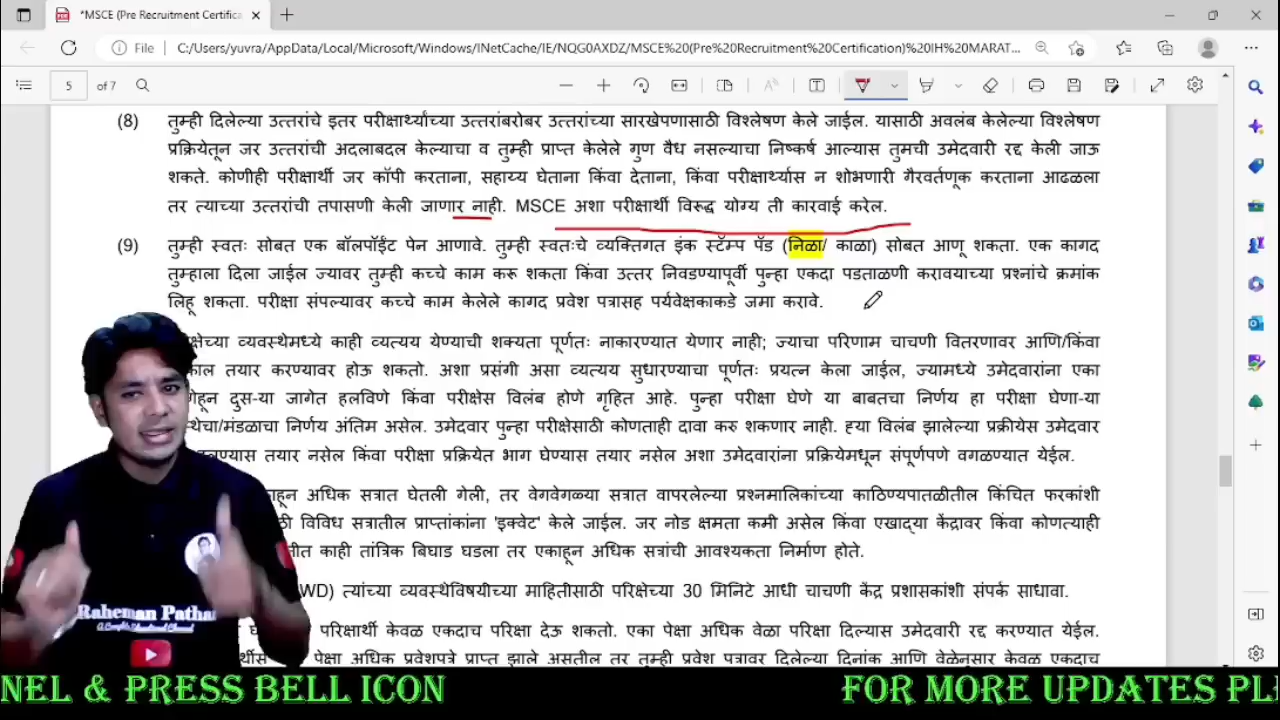 *MSCE (Pre Recruitment Certifica
File
C:/Users/yuvra/AppData/Local/Microsoft/Windows/INetCache/IE/NQG0AXDZ/MSCE%20(Pre%20Recruitment%20Certification)%20IH%20MARAT...
5 of 7
(8) तुम्ही दिलेल्या उत्तरांचे इतर परीक्षार्थ्यांच्या उत्तरांबरोबर उत्तरांच्या सारखेपणासाठी विश्लेषण केले जाईल. यासाठी अवलंब केलेल्या विश्लेषण
प्रक्रियेतून जर उत्तरांची अदलाबदल केल्याचा व तुम्ही प्राप्त केलेले गुण वैध नसल्याचा निष्कर्ष आल्यास तुमची उमेदवारी रद्द केली जाऊ
शकते. कोणीही परीक्षार्थी जर कॉपी करताना, सहाय्य घेताना किंवा देताना, किंवा परीक्षार्थ्यास न शोभणारी गैरवर्तणूक करताना आढळला
तर त्याच्या उत्तरांची तपासणी केली जाणार नाही. MSCE अशा परीक्षार्थी विरूद्ध योग्य ती कारवाई करेल.
(9) तुम्ही स्वतः सोबत एक बॉलपॉईंट पेन आणावे. तुम्ही स्वतःचे व्यक्तिगत इंक स्टॅम्प पॅड (निळा/ काळा) सोबत आणू शकता. एक कागद
तुम्हाला दिला जाईल ज्यावर तुम्ही कच्चे काम करू शकता किंवा उत्तर निवडण्यापूर्वी पुन्हा एकदा पडताळणी करावयाच्या प्रश्नांचे क्रमांक
लिहू शकता. परीक्षा संपल्यावर कच्चे काम केलेले कागद प्रवेश पत्रासह पर्यवेक्षकाकडे जमा करावे.
क्षेच्या व्यवस्थेमध्ये काही व्यत्यय येण्याची शक्यता पूर्णतः नाकारण्यात येणार नाही; ज्याचा परिणाम चाचणी वितरणावर आणि/किंवा
काल तयार करण्यावर होऊ शकतो. अशा प्रसंगी असा व्यत्यय सुधारण्याचा पूर्णतः प्रयत्न केला जाईल, ज्यामध्ये उमेदवारांना एका
गेहून दुस-या जागेत हलविणे किंवा परीक्षेस विलंब होणे गृहित आहे. पुन्हा परीक्षा घेणे या बाबतचा निर्णय हा परीक्षा घेणा-या
थेचा/मंडळाचा निर्णय अंतिम असेल. उमेदवार पुन्हा परीक्षेसाठी कोणताही दावा करु शकणार नाही. ह्या विलंब झालेल्या प्रक्रीयेस उमेदवार
ण्यास तयार नसेल किंवा परीक्षा प्रक्रियेत भाग घेण्यास तयार नसेल अशा उमेदवारांना प्रक्रियेमधून संपूर्णपणे वगळण्यात येईल.
हून अधिक सत्रात घेतली गेली, तर वेगवेगळ्या सत्रात वापरलेल्या प्रश्नमालिकांच्या काठिण्यपातळीतील किंचित फरकांशी
ठी विविध सत्रातील प्राप्तांकांना 'इक्वेट' केले जाईल. जर नोड क्षमता कमी असेल किंवा एखाद्या केंद्रावर किंवा कोणत्याही
तीत काही तांत्रिक बिघाड घडला तर एकाहून अधिक सत्रांची आवश्यकता निर्माण होते.
WD) त्यांच्या व्यवस्थेविषयीच्या माहितीसाठी परिक्षेच्या 30 मिनिटे आधी चाचणी केंद्र प्रशासकांशी संपर्क साधावा.
परिक्षार्थी केवळ एकदाच परिक्षा देऊ शकतो. एका पेक्षा अधिक वेळा परिक्षा दिल्यास उमेदवारी रद्द करण्यात येईल.
पेक्षा अधिक प्रवेशपत्रे प्राप्त झाले असतील तर तुम्ही प्रवेश पत्रावर दिलेल्या दिनांक आणि वेळेनुसार केवळ एकदाच
Raheman Pathan
A Complete Educational Channel
NEL & PRESS BELL ICON
FOR MORE UPDATES PL